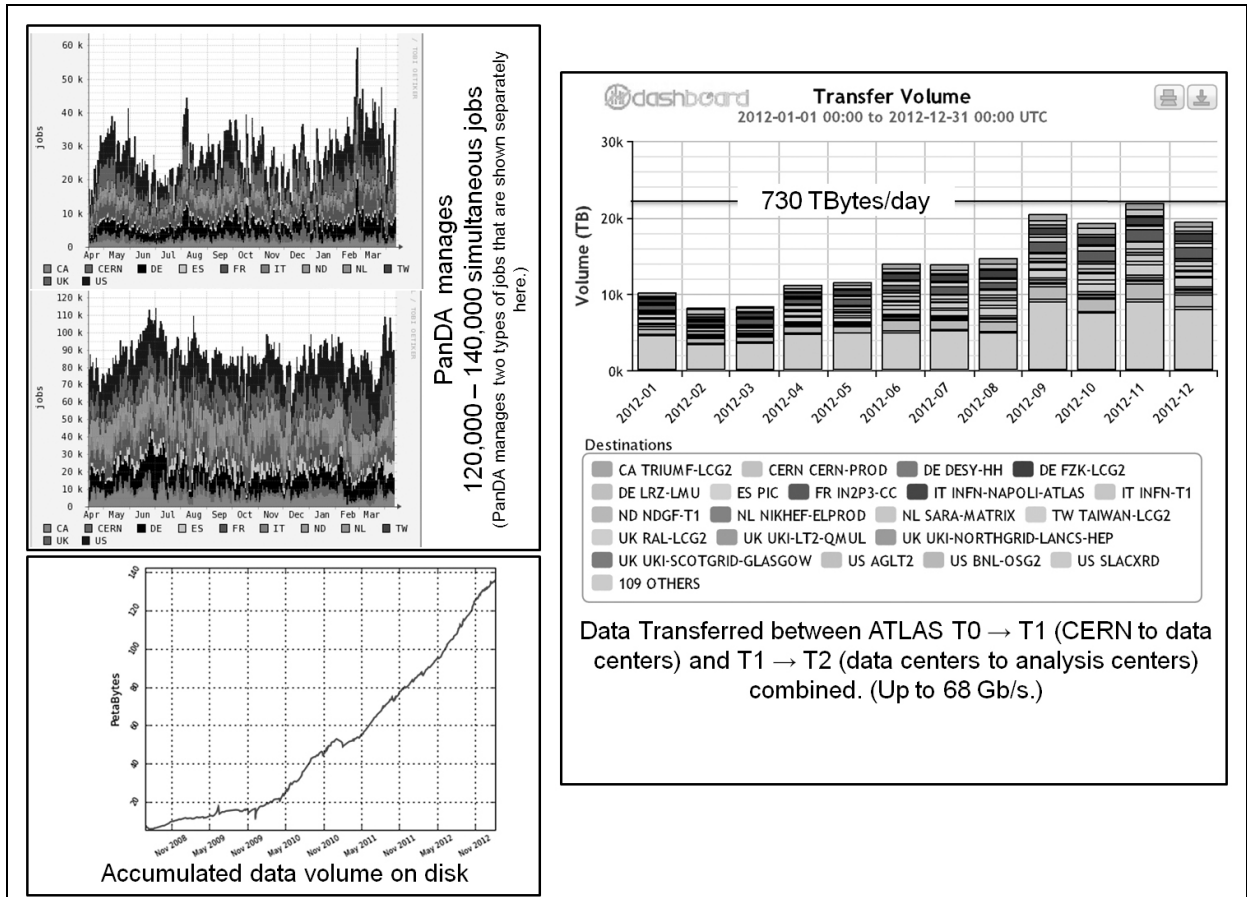 60 k
50 k
40 k
30 k
20 k
10 k
0
jobs
Apr May Jun Jul Aug Sep Oct Nov Dec Jan Feb Mar
CA CERN DE ES FR IT ND NL TW
UK US
/ TOBI OETIKER
120 k
110 k
100 k
90 k
80 k
70 k
60 k
50 k
40 k
30 k
20 k
10 k
0
jobs
Apr May Jun Jul Aug Sep Oct Nov Dec Jan Feb Mar
CA CERN DE ES FR IT ND NL TW
UK US
PanDA manages
120,000 – 140,000 simultaneous jobs
(PanDA manages two types of jobs that are shown separately
here.)
140
120
100
80
60
40
20
PetaBytes
Nov 2008 May 2009 Nov 2009 May 2010 Nov 2010 May 2011 Nov 2011 May 2012 Nov 2012
Accumulated data volume on disk
dashboard
Transfer Volume
2012-01-01 00:00 to 2012-12-31 00:00 UTC
30k
20k
10k
0k
Volume (TB)
730 TBytes/day
2012-01 2012-02 2012-03 2012-04 2012-05 2012-06 2012-07 2012-08 2012-09 2012-10 2012-11 2012-12
Destinations
CA TRIUMF-LCG2 CERN CERN-PROD DE DESY-HH DE FZK-LCG2
DE LRZ-LMU ES PIC FR IN2P3-CC IT INFN-NAPOLI-ATLAS IT INFN-T1
ND NDGF-T1 NL NIKHEF-ELPROD NL SARA-MATRIX TW TAIWAN-LCG2
UK RAL-LCG2 UK UKI-LT2-QMUL UK UKI-NORTHGRID-LANCS-HEP
UK UKI-SCOTGRID-GLASGOW US AGLT2 US BNL-OSG2 US SLACXRD
109 OTHERS
Data Transferred between ATLAS T0 → T1 (CERN to data
centers) and T1 → T2 (data centers to analysis centers)
combined. (Up to 68 Gb/s.)